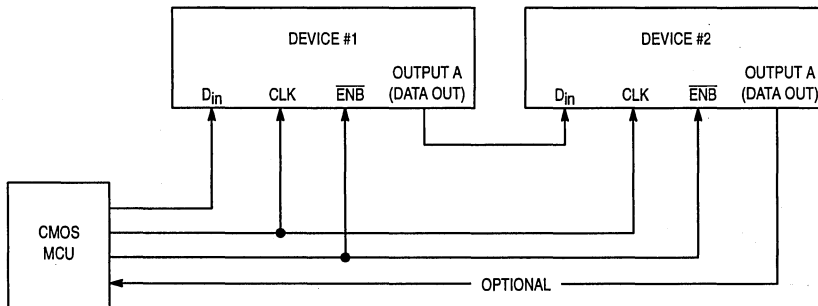 DEVICE #1
DEVICE #2
OUTPUT A
(DATA OUT)
Din
CLK
ENB
OUTPUT A
(DATA OUT)
Din
CLK
ENB
CMOS
MCU
OPTIONAL